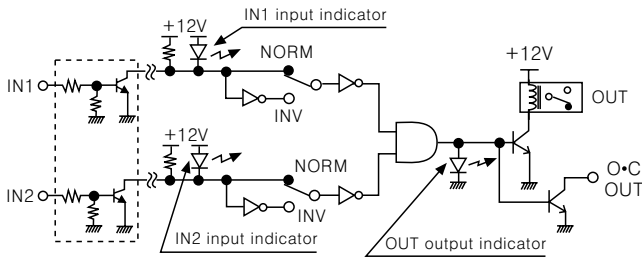 IN1 input indicator
+12V
NORM
+12V
IN1
INV
OUT
+12V
NORM
O•C
OUT
IN2
INV
IN2 input indicator
OUT output indicator